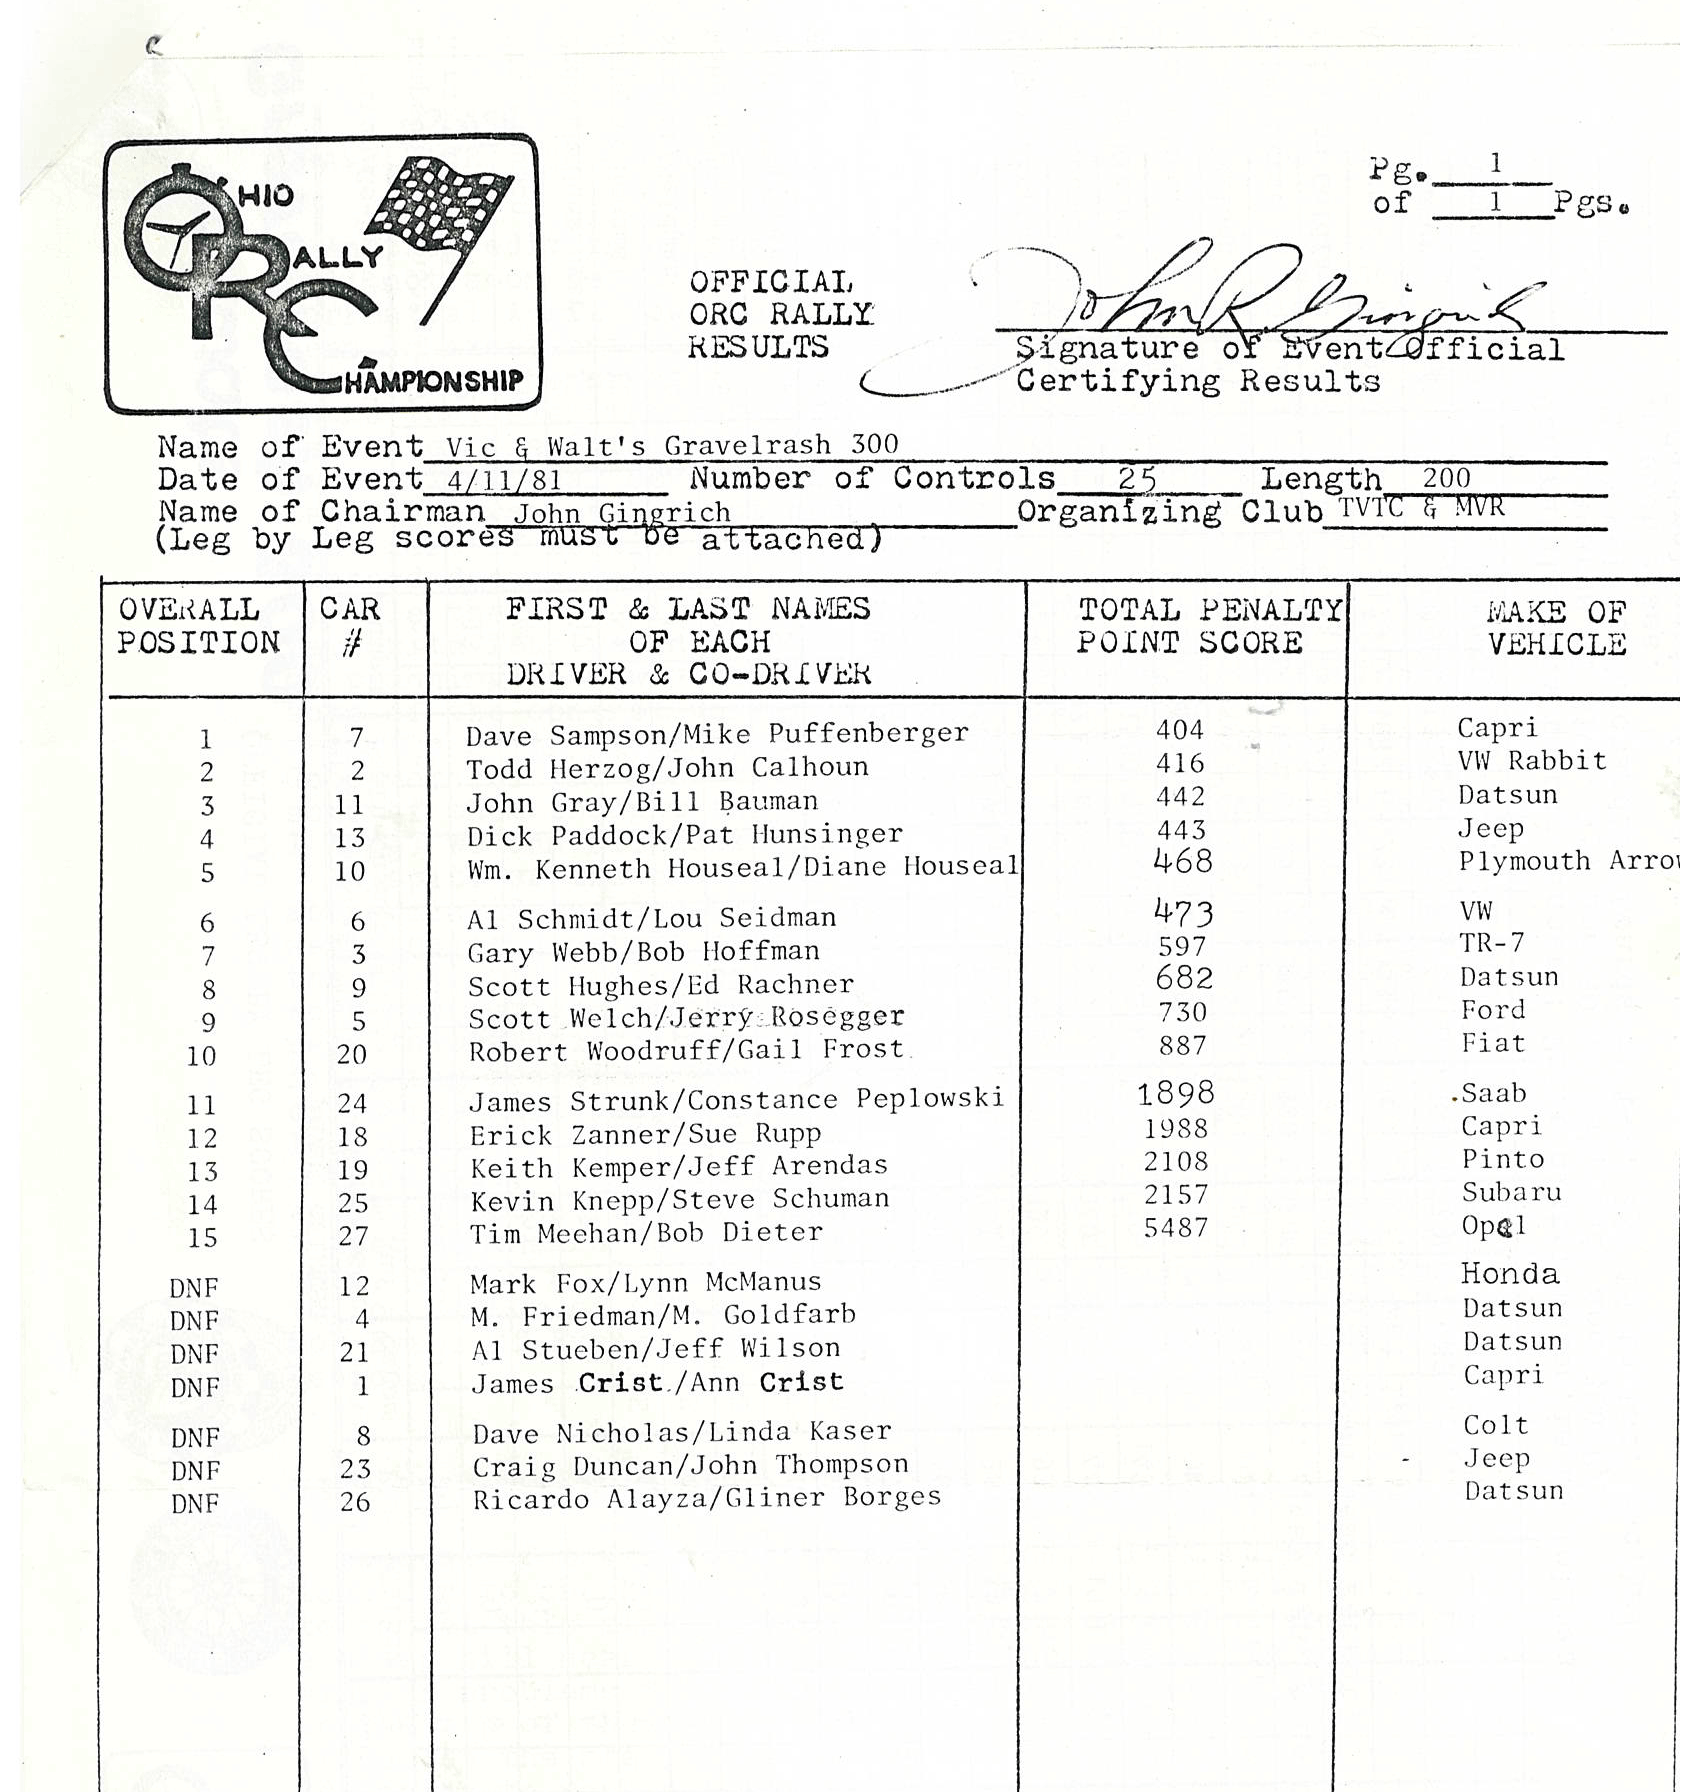 OHIO
RALLY
CHAMPIONSHIP
Pg. 1
of 1 Pgs.
OFFICIAL
ORC RALLY
RESULTS
John R. Gingrich
Signature of Event Official
Certifying Results
Name of Event Vic & Walt's Gravelrash 300
Date of Event 4/11/81 Number of Controls 25 Length 200
Name of Chairman John Gingrich Organizing Club TVTC & MVR
(Leg by Leg scores must be attached)
OVERALL POSITION CAR # FIRST & LAST NAMES OF EACH DRIVER & CO-DRIVER TOTAL PENALTY POINT SCORE MAKE OF VEHICLE
1 7 Dave Sampson/Mike Puffenberger 404 Capri
2 2 Todd Herzog/John Calhoun 416 VW Rabbit
3 11 John Gray/Bill Bauman 442 Datsun
4 13 Dick Paddock/Pat Hunsinger 443 Jeep
5 10 Wm. Kenneth Houseal/Diane Houseal 468 Plymouth Arrow
6 6 Al Schmidt/Lou Seidman 473 VW
7 3 Gary Webb/Bob Hoffman 597 TR-7
8 9 Scott Hughes/Ed Rachner 682 Datsun
9 5 Scott Welch/Jerry Rosegger 730 Ford
10 20 Robert Woodruff/Gail Frost 887 Fiat
11 24 James Strunk/Constance Peplowski 1898 Saab
12 18 Erick Zanner/Sue Rupp 1988 Capri
13 19 Keith Kemper/Jeff Arendas 2108 Pinto
14 25 Kevin Knepp/Steve Schuman 2157 Subaru
15 27 Tim Meehan/Bob Dieter 5487 Opel
DNF 12 Mark Fox/Lynn McManus Honda
DNF 4 M. Friedman/M. Goldfarb Datsun
DNF 21 Al Stueben/Jeff Wilson Datsun
DNF 1 James Crist/Ann Crist Capri
DNF 8 Dave Nicholas/Linda Kaser Colt
DNF 23 Craig Duncan/John Thompson Jeep
DNF 26 Ricardo Alayza/Gliner Borges Datsun